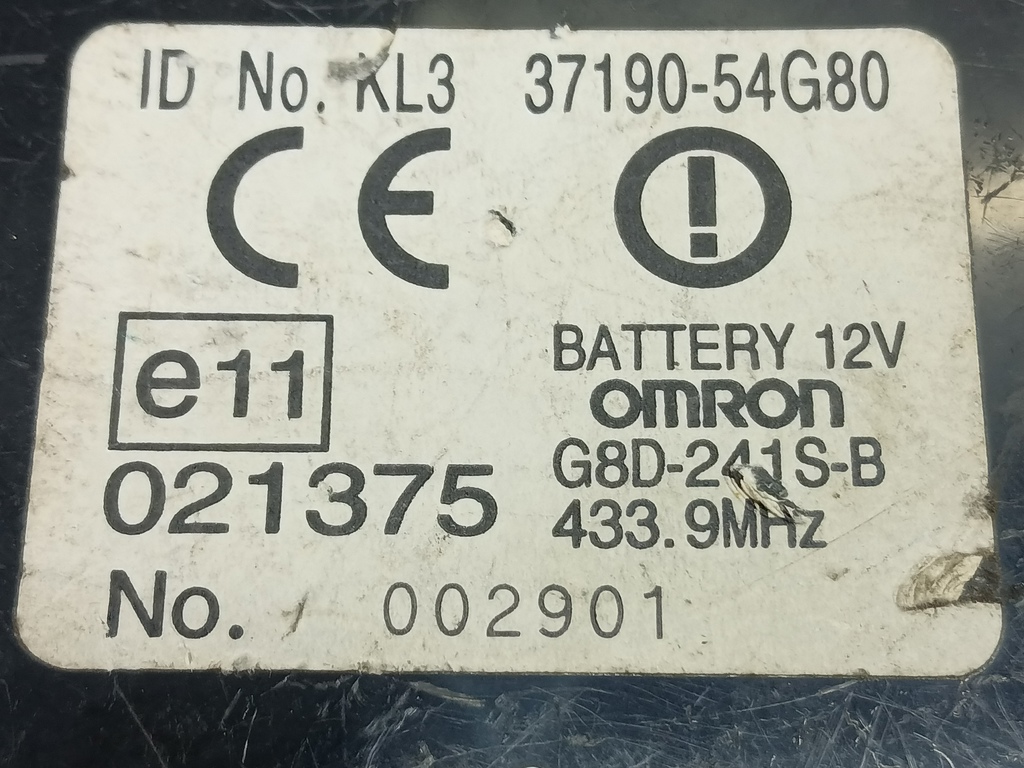 ID No. KL3 37190-54G80
CE
e11
BATTERY 12V
OMRON
G8D-241S-B
021375
433.9MHz
No. 002901